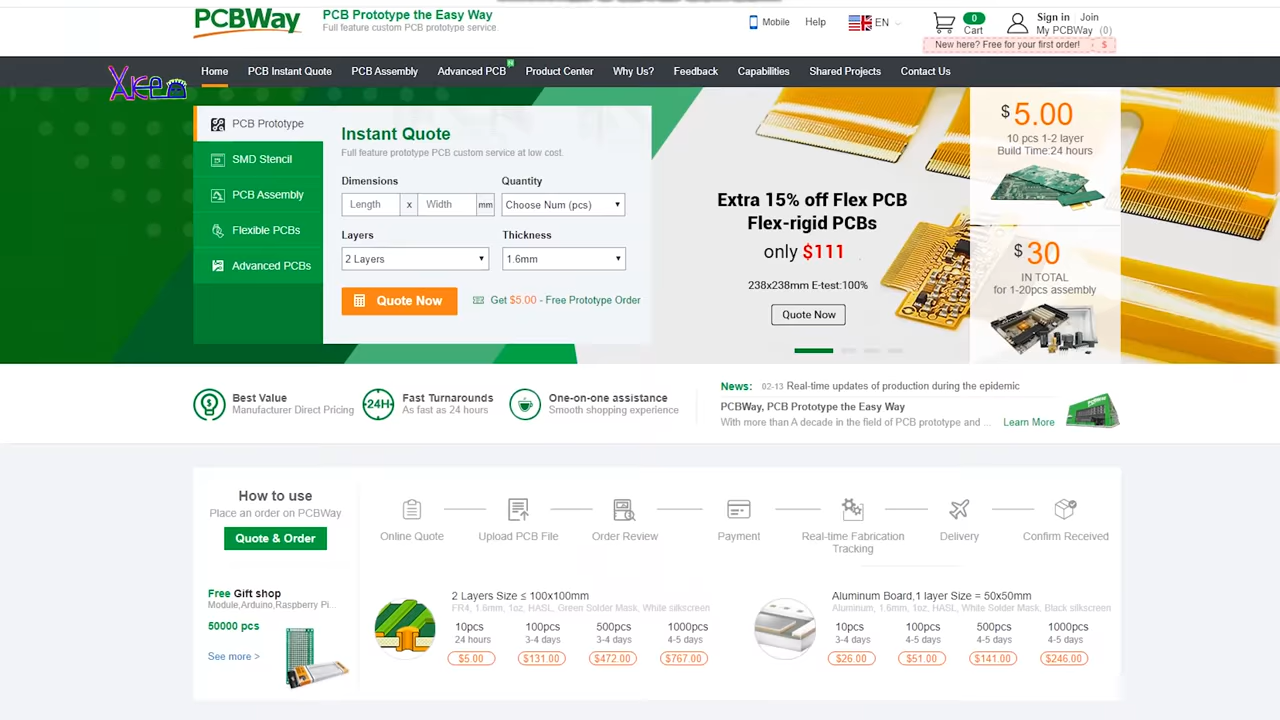 PCBWay
PCB Prototype the Easy Way
Full feature custom PCB prototype service.
Mobile
Help
EN
0
Cart
Sign in | Join
My PCBWay (0)
New here? Free for your first order! $
Home
PCB Instant Quote
PCB Assembly
Advanced PCB
N
Product Center
Why Us?
Feedback
Capabilities
Shared Projects
Contact Us
PCB Prototype
SMD Stencil
PCB Assembly
Flexible PCBs
Advanced PCBs
Instant Quote
Full feature prototype PCB custom service at low cost.
Dimensions
Quantity
Length x Width mm
Choose Num (pcs)
Layers
Thickness
2 Layers
1.6mm
Quote Now
Get $5.00 - Free Prototype Order
Extra 15% off Flex PCB
Flex-rigid PCBs
only $111
238x238mm E-test:100%
Quote Now
$5.00
10 pcs 1-2 layer
Build Time:24 hours
$30
IN TOTAL
for 1-20pcs assembly
Best Value
Manufacturer Direct Pricing
24H
Fast Turnarounds
As fast as 24 hours
One-on-one assistance
Smooth shopping experience
News: 02-13 Real-time updates of production during the epidemic
PCBWay, PCB Prototype the Easy Way
With more than A decade in the field of PCB prototype and ...
Learn More
How to use
Place an order on PCBWay
Quote & Order
Online Quote
Upload PCB File
Order Review
Payment
Real-time Fabrication
Tracking
Delivery
Confirm Received
Free Gift shop
Module,Arduino,Raspberry Pi...
50000 pcs
See more >
2 Layers Size ≤ 100x100mm
FR4, 1.6mm, 1oz, HASL, Green Solder Mask, White silkscreen
10pcs 100pcs 500pcs 1000pcs
24 hours 3-4 days 3-4 days 4-5 days
$5.00 $131.00 $472.00 $767.00
Aluminum Board,1 layer Size = 50x50mm
Aluminum, 1.6mm, 1oz, HASL, White Solder Mask, Black silkscreen
10pcs 100pcs 500pcs 1000pcs
3-4 days 4-5 days 4-5 days 4-5 days
$26.00 $51.00 $141.00 $246.00